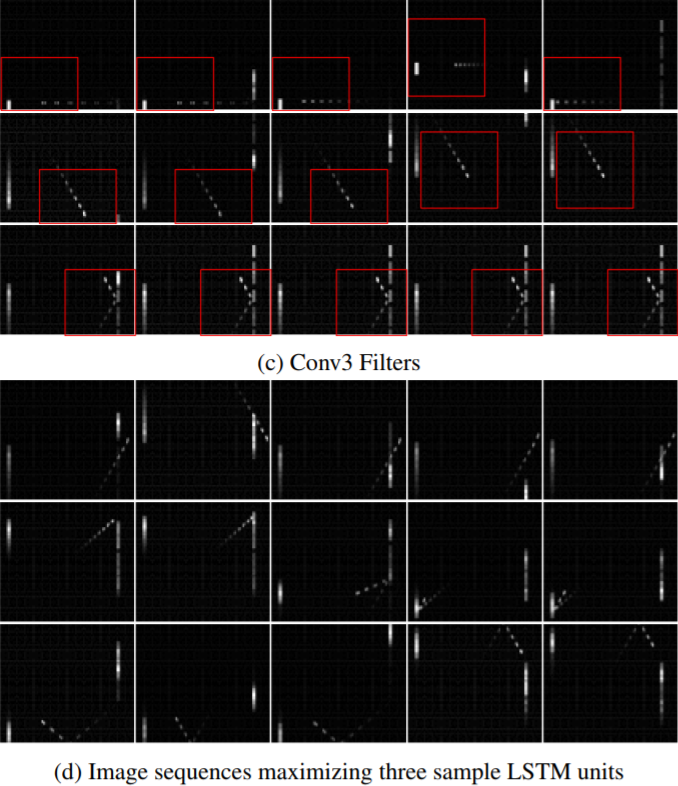 (c) Conv3 Filters
(d) Image sequences maximizing three sample LSTM units